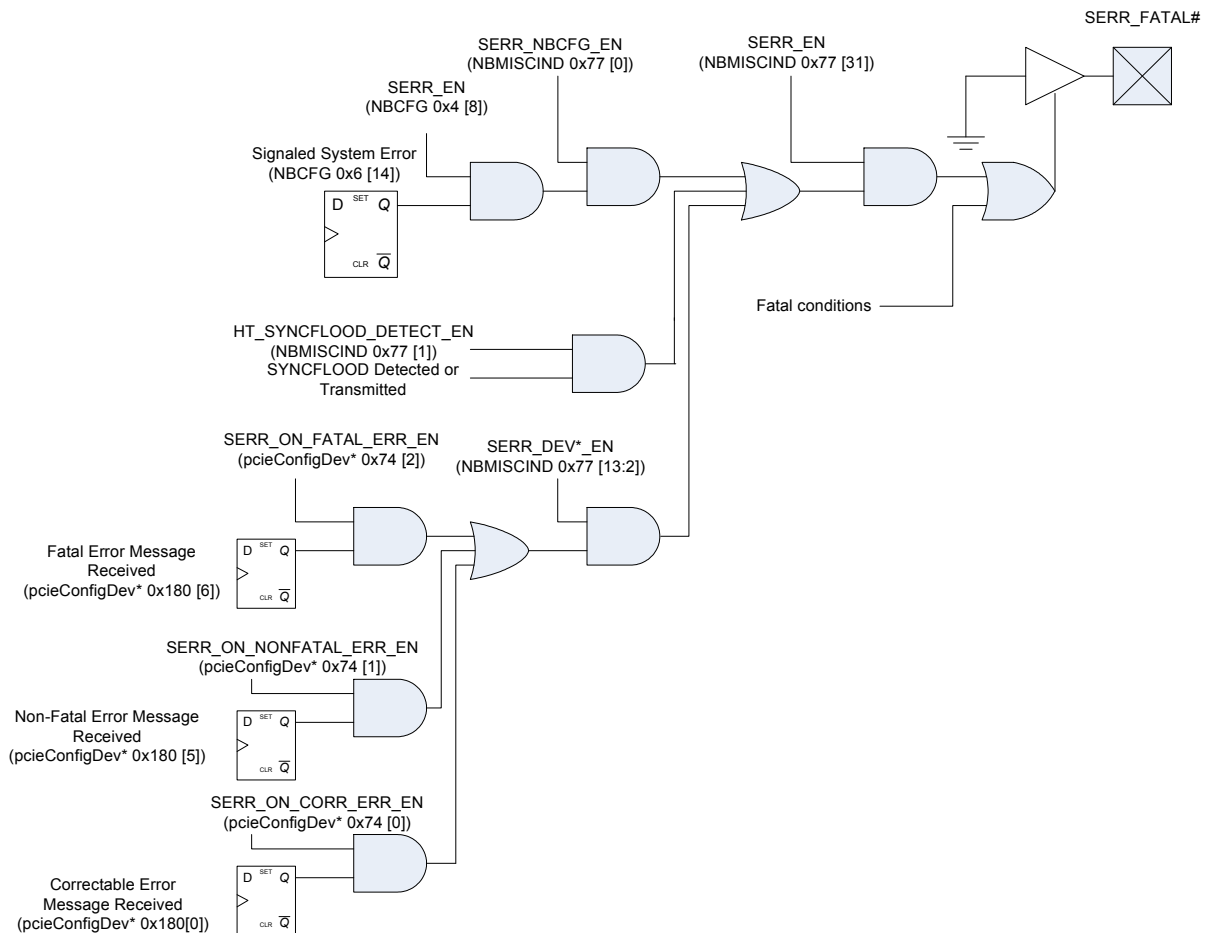 SERR_FATAL#
SERR_NBCFG_EN
(NBMISCIND 0x77 [0])
SERR_EN
(NBMISCIND 0x77 [31])
SERR_EN
(NBCFG 0x4 [8])
Signaled System Error
(NBCFG 0x6 [14])
D SET Q
CLR Q
Fatal conditions
HT_SYNCFLOOD_DETECT_EN
(NBMISCIND 0x77 [1])
SYNCFLOOD Detected or
Transmitted
SERR_ON_FATAL_ERR_EN
(pcieConfigDev* 0x74 [2])
SERR_DEV*_EN
(NBMISCIND 0x77 [13:2])
Fatal Error Message
Received
(pcieConfigDev* 0x180 [6])
D SET Q
CLR Q
SERR_ON_NONFATAL_ERR_EN
(pcieConfigDev* 0x74 [1])
Non-Fatal Error Message
Received
(pcieConfigDev* 0x180 [5])
D SET Q
CLR Q
SERR_ON_CORR_ERR_EN
(pcieConfigDev* 0x74 [0])
Correctable Error
Message Received
(pcieConfigDev* 0x180[0])
D SET Q
CLR Q